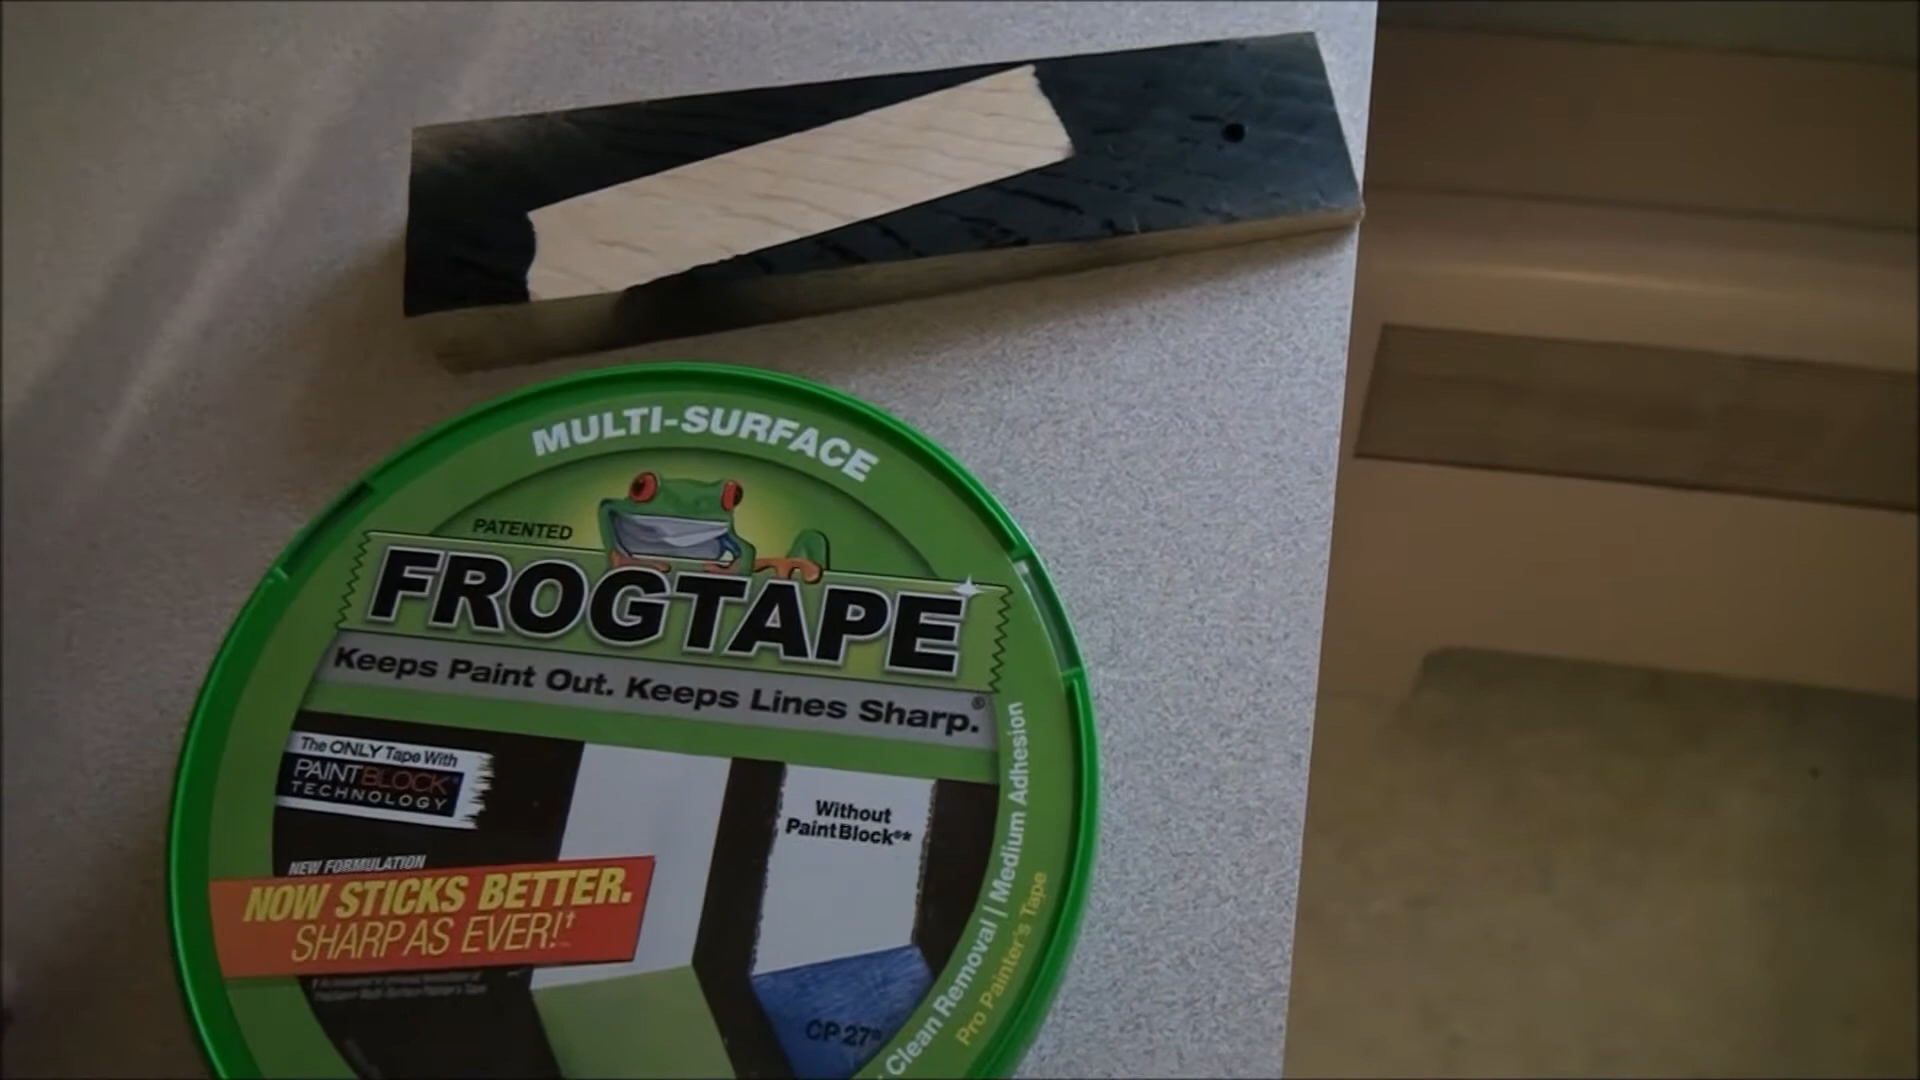 MULTI-SURFACE
PATENTED
FROGTAPE
Keeps Paint Out. Keeps Lines Sharp.®
The ONLY Tape With
PAINTBLOCK®
TECHNOLOGY
Without
PaintBlock®*
NEW FORMULATION
NOW STICKS BETTER.
SHARP AS EVER!†
CP 27®
Clean Removal | Medium Adhesion
Pro Painter's Tape